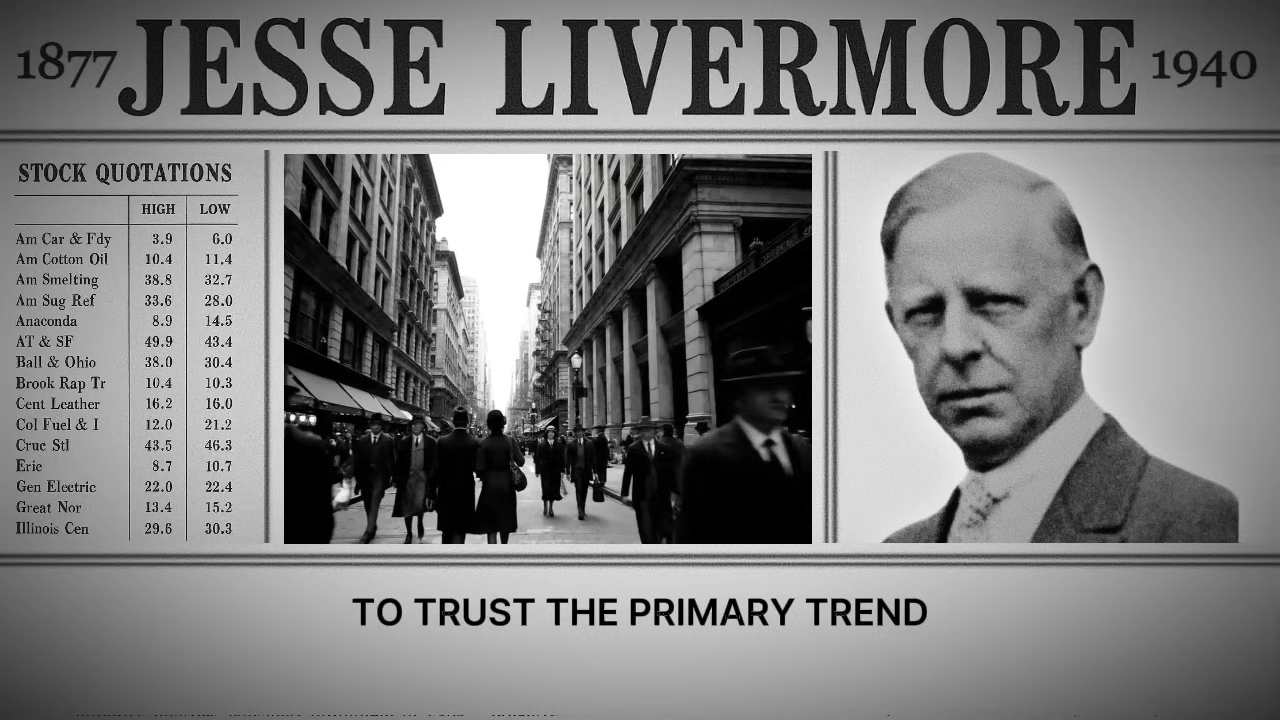 1877 JESSE LIVERMORE 1940
STOCK QUOTATIONS
HIGH LOW
Am Car & Fdy 3.9 6.0
Am Cotton Oil 10.4 11.4
Am Smelting 38.8 32.7
Am Sug Ref 33.6 28.0
Anaconda 8.9 14.5
AT & SF 49.9 43.4
Ball & Ohio 38.0 30.4
Brook Rap Tr 10.4 10.3
Cent Leather 16.2 16.0
Col Fuel & I 12.0 21.2
Cruc Stl 43.5 46.3
Erie 8.7 10.7
Gen Electric 22.0 22.4
Great Nor 13.4 15.2
Illinois Cen 29.6 30.3
TO TRUST THE PRIMARY TREND